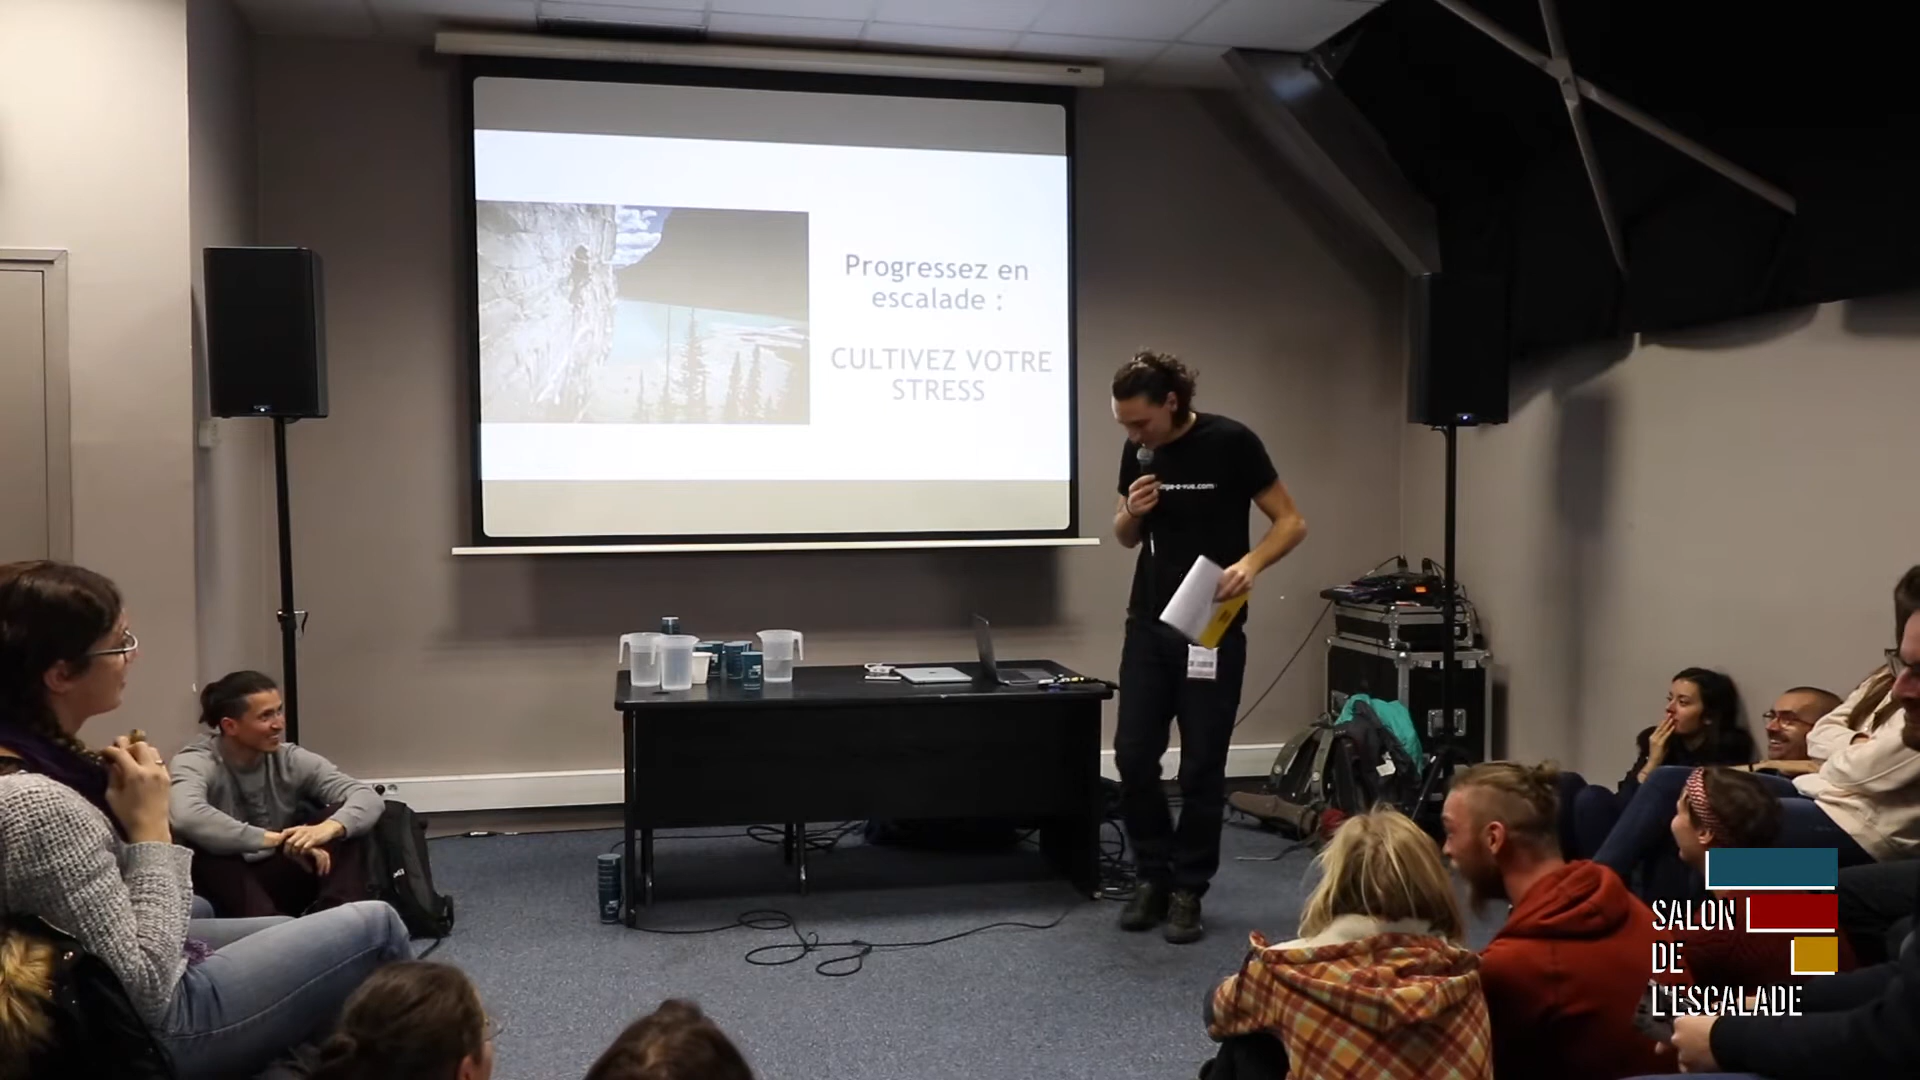 Progressez en
escalade :
CULTIVEZ VOTRE
STRESS
SALON
DE
L'ESCALADE